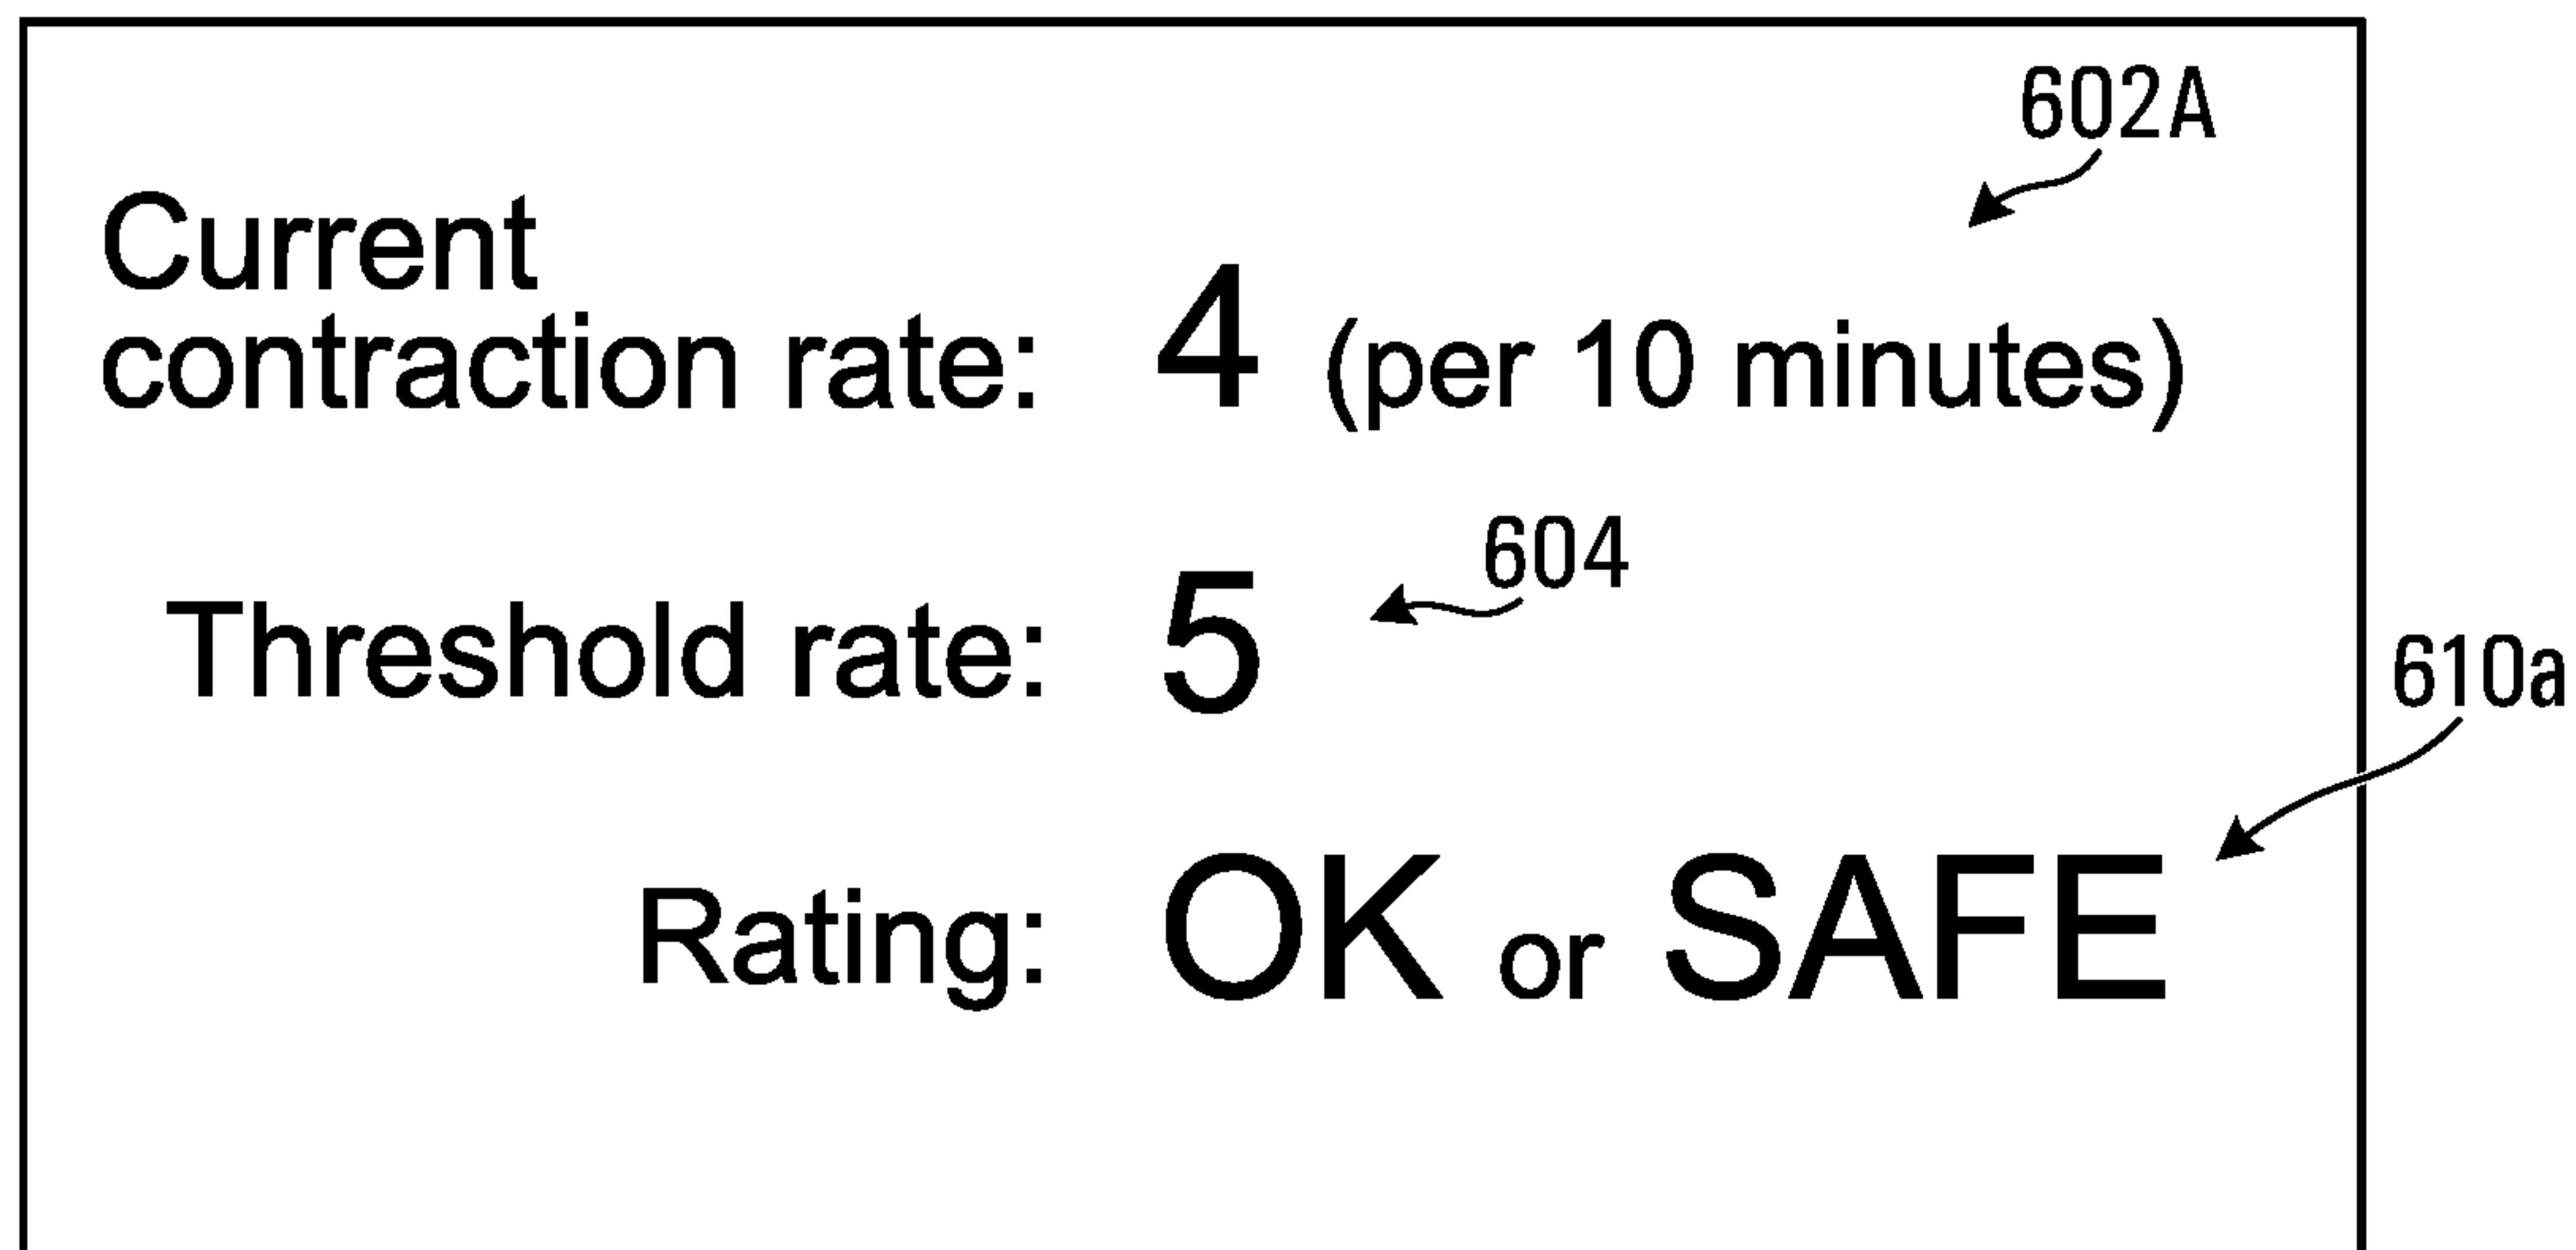 602A
Current
contraction rate: 4 (per 10 minutes)
604
Threshold rate: 5
610a
Rating: OK or SAFE